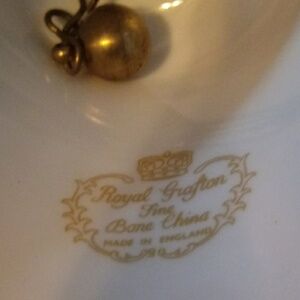 Royal Grafton
Fine
Bone China
MADE IN ENGLAND